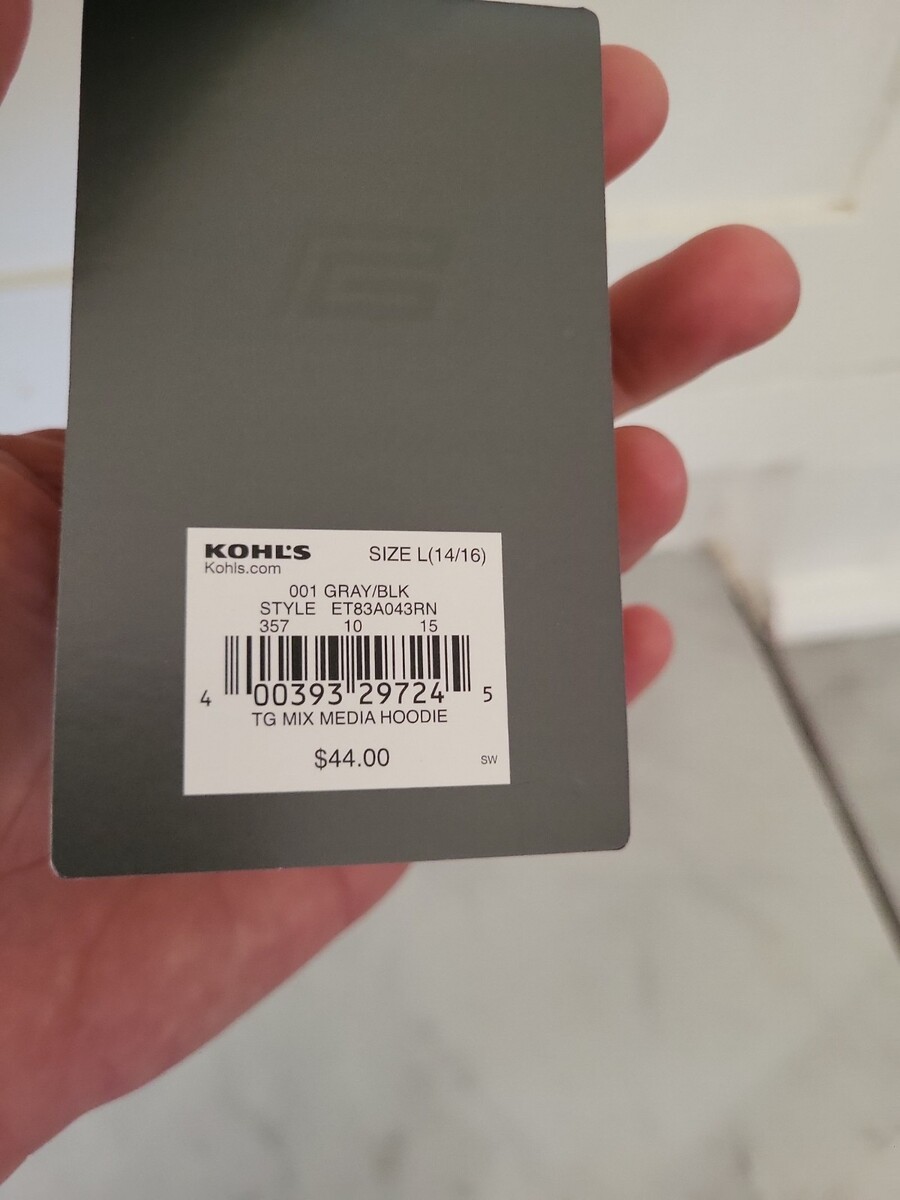 KOHL'S SIZE L(14/16)
Kohls.com
001 GRAY/BLK
STYLE ET83A043RN
357 10 15
4 00393 29724 5
TG MIX MEDIA HOODIE
$44.00 SW